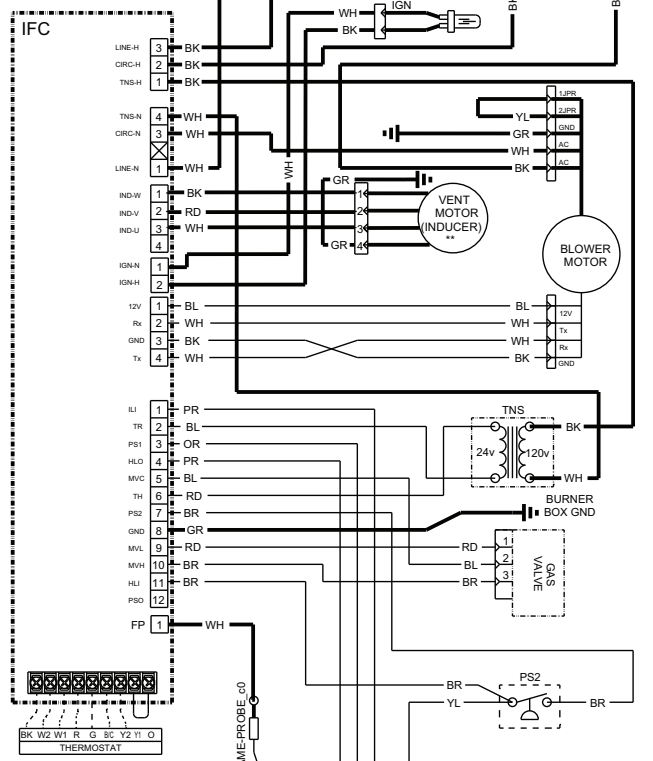 IFC
LINE-H 3 BK
CIRC-H 2 BK
TNS-H 1 BK
TNS-N 4 WH
CIRC-N 3 WH
LINE-N 1 WH
IND-W 1 BK
IND-V 2 RD
IND-U 3 WH
4
IGN-N 1
IGN-H 2
12V 1 BL
Rx 2 WH
GND 3 BK
Tx 4 WH
ILI 1 PR
TR 2 BL
PS1 3 OR
HLO 4 PR
MVC 5 BL
TH 6 RD
PS2 7 BR
GND 8 GR
MVL 9 RD
MVH 10 BR
HLI 11 BR
PSO 12
FP 1 WH
WH IGN
BK
WH
GR
1
2
3
GR 4
VENT
MOTOR
(INDUCER)
**
1JPR
YL 2JPR
GR GND
WH AC
BK AC
BLOWER
MOTOR
BL 12V
WH Tx
WH Rx
BK GND
TNS
24v 120v
BK
WH
BURNER
BOX GND
RD 1
BL 2
BR 3
GAS
VALVE
PS2
BR
YL
BR
ME-PROBE_c0
BK W2 W1 R G B/C Y2 Y1 O
THERMOSTAT